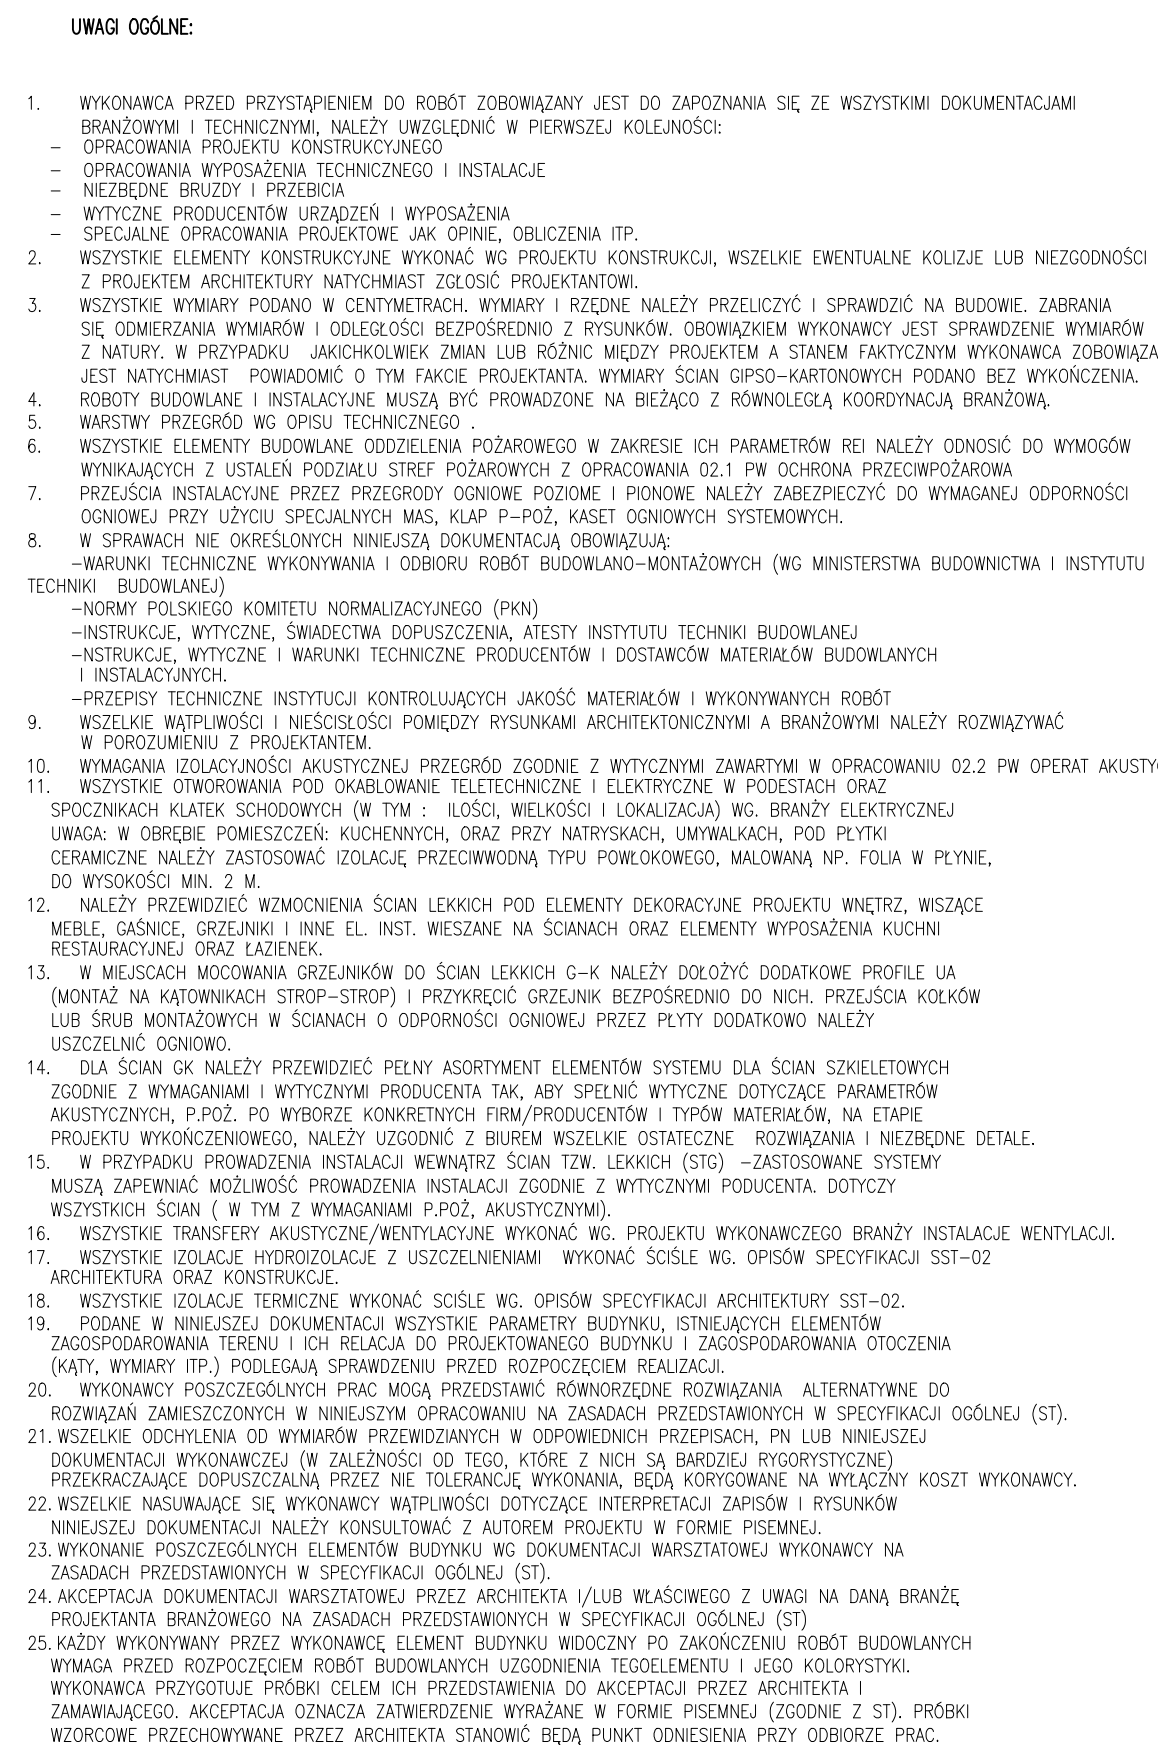 UWAGI OGÓLNE:
1. WYKONAWCA PRZED PRZYSTĄPIENIEM DO ROBÓT ZOBOWIĄZANY JEST DO ZAPOZNANIA SIĘ ZE WSZYSTKIMI DOKUMENTACJAMI
BRANŻOWYMI I TECHNICZNYMI, NALEŻY UWZGLĘDNIĆ W PIERWSZEJ KOLEJNOŚCI:
– OPRACOWANIA PROJEKTU KONSTRUKCYJNEGO
– OPRACOWANIA WYPOSAŻENIA TECHNICZNEGO I INSTALACJE
– NIEZBĘDNE BRUZDY I PRZEBICIA
– WYTYCZNE PRODUCENTÓW URZĄDZEŃ I WYPOSAŻENIA
– SPECJALNE OPRACOWANIA PROJEKTOWE JAK OPINIE, OBLICZENIA ITP.
2. WSZYSTKIE ELEMENTY KONSTRUKCYJNE WYKONAĆ WG PROJEKTU KONSTRUKCJI, WSZELKIE EWENTUALNE KOLIZJE LUB NIEZGODNOŚCI
Z PROJEKTEM ARCHITEKTURY NATYCHMIAST ZGŁOSIĆ PROJEKTANTOWI.
3. WSZYSTKIE WYMIARY PODANO W CENTYMETRACH. WYMIARY I RZĘDNE NALEŻY PRZELICZYĆ I SPRAWDZIĆ NA BUDOWIE. ZABRANIA
SIĘ ODMIERZANIA WYMIARÓW I ODLEGŁOŚCI BEZPOŚREDNIO Z RYSUNKÓW. OBOWIĄZKIEM WYKONAWCY JEST SPRAWDZENIE WYMIARÓW
Z NATURY. W PRZYPADKU JAKICHKOLWIEK ZMIAN LUB RÓŻNIC MIĘDZY PROJEKTEM A STANEM FAKTYCZNYM WYKONAWCA ZOBOWIĄZA
JEST NATYCHMIAST POWIADOMIĆ O TYM FAKCIE PROJEKTANTA. WYMIARY ŚCIAN GIPSO–KARTONOWYCH PODANO BEZ WYKOŃCZENIA.
4. ROBOTY BUDOWLANE I INSTALACYJNE MUSZĄ BYĆ PROWADZONE NA BIEŻĄCO Z RÓWNOLEGŁĄ KOORDYNACJĄ BRANŻOWĄ.
5. WARSTWY PRZEGRÓD WG OPISU TECHNICZNEGO .
6. WSZYSTKIE ELEMENTY BUDOWLANE ODDZIELENIA POŻAROWEGO W ZAKRESIE ICH PARAMETRÓW REI NALEŻY ODNOSIĆ DO WYMOGÓW
WYNIKAJĄCYCH Z USTALEŃ PODZIAŁU STREF POŻAROWYCH Z OPRACOWANIA 02.1 PW OCHRONA PRZECIWPOŻAROWA
7. PRZEJŚCIA INSTALACYJNE PRZEZ PRZEGRODY OGNIOWE POZIOME I PIONOWE NALEŻY ZABEZPIECZYĆ DO WYMAGANEJ ODPORNOŚCI
OGNIOWEJ PRZY UŻYCIU SPECJALNYCH MAS, KLAP P–POŻ, KASET OGNIOWYCH SYSTEMOWYCH.
8. W SPRAWACH NIE OKREŚLONYCH NINIEJSZĄ DOKUMENTACJĄ OBOWIĄZUJĄ:
–WARUNKI TECHNICZNE WYKONYWANIA I ODBIORU ROBÓT BUDOWLANO–MONTAŻOWYCH (WG MINISTERSTWA BUDOWNICTWA I INSTYTUTU
TECHNIKI BUDOWLANEJ)
–NORMY POLSKIEGO KOMITETU NORMALIZACYJNEGO (PKN)
–INSTRUKCJE, WYTYCZNE, ŚWIADECTWA DOPUSZCZENIA, ATESTY INSTYTUTU TECHNIKI BUDOWLANEJ
–NSTRUKCJE, WYTYCZNE I WARUNKI TECHNICZNE PRODUCENTÓW I DOSTAWCÓW MATERIAŁÓW BUDOWLANYCH
I INSTALACYJNYCH.
–PRZEPISY TECHNICZNE INSTYTUCJI KONTROLUJĄCYCH JAKOŚĆ MATERIAŁÓW I WYKONYWANYCH ROBÓT
9. WSZELKIE WĄTPLIWOŚCI I NIEŚCISŁOŚCI POMIĘDZY RYSUNKAMI ARCHITEKTONICZNYMI A BRANŻOWYMI NALEŻY ROZWIĄZYWAĆ
W POROZUMIENIU Z PROJEKTANTEM.
10. WYMAGANIA IZOLACYJNOŚCI AKUSTYCZNEJ PRZEGRÓD ZGODNIE Z WYTYCZNYMI ZAWARTYMI W OPRACOWANIU 02.2 PW OPERAT AKUSTY
11. WSZYSTKIE OTWOROWANIA POD OKABLOWANIE TELETECHNICZNE I ELEKTRYCZNE W PODESTACH ORAZ
SPOCZNIKACH KLATEK SCHODOWYCH (W TYM : ILOŚCI, WIELKOŚCI I LOKALIZACJA) WG. BRANŻY ELEKTRYCZNEJ
UWAGA: W OBRĘBIE POMIESZCZEŃ: KUCHENNYCH, ORAZ PRZY NATRYSKACH, UMYWALKACH, POD PŁYTKI
CERAMICZNE NALEŻY ZASTOSOWAĆ IZOLACJĘ PRZECIWWODNĄ TYPU POWŁOKOWEGO, MALOWANĄ NP. FOLIA W PŁYNIE,
DO WYSOKOŚCI MIN. 2 M.
12. NALEŻY PRZEWIDZIEĆ WZMOCNIENIA ŚCIAN LEKKICH POD ELEMENTY DEKORACYJNE PROJEKTU WNĘTRZ, WISZĄCE
MEBLE, GAŚNICE, GRZEJNIKI I INNE EL. INST. WIESZANE NA ŚCIANACH ORAZ ELEMENTY WYPOSAŻENIA KUCHNI
RESTAURACYJNEJ ORAZ ŁAZIENEK.
13. W MIEJSCACH MOCOWANIA GRZEJNIKÓW DO ŚCIAN LEKKICH G–K NALEŻY DOŁOŻYĆ DODATKOWE PROFILE UA
(MONTAŻ NA KĄTOWNIKACH STROP–STROP) I PRZYKRĘCIĆ GRZEJNIK BEZPOŚREDNIO DO NICH. PRZEJŚCIA KOŁKÓW
LUB ŚRUB MONTAŻOWYCH W ŚCIANACH O ODPORNOŚCI OGNIOWEJ PRZEZ PŁYTY DODATKOWO NALEŻY
USZCZELNIĆ OGNIOWO.
14. DLA ŚCIAN GK NALEŻY PRZEWIDZIEĆ PEŁNY ASORTYMENT ELEMENTÓW SYSTEMU DLA ŚCIAN SZKIELETOWYCH
ZGODNIE Z WYMAGANIAMI I WYTYCZNYMI PRODUCENTA TAK, ABY SPEŁNIĆ WYTYCZNE DOTYCZĄCE PARAMETRÓW
AKUSTYCZNYCH, P.POŻ. PO WYBORZE KONKRETNYCH FIRM/PRODUCENTÓW I TYPÓW MATERIAŁÓW, NA ETAPIE
PROJEKTU WYKOŃCZENIOWEGO, NALEŻY UZGODNIĆ Z BIUREM WSZELKIE OSTATECZNE ROZWIĄZANIA I NIEZBĘDNE DETALE.
15. W PRZYPADKU PROWADZENIA INSTALACJI WEWNĄTRZ ŚCIAN TZW. LEKKICH (STG) –ZASTOSOWANE SYSTEMY
MUSZĄ ZAPEWNIAĆ MOŻLIWOŚĆ PROWADZENIA INSTALACJI ZGODNIE Z WYTYCZNYMI PODUCENTA. DOTYCZY
WSZYSTKICH ŚCIAN ( W TYM Z WYMAGANIAMI P.POŻ, AKUSTYCZNYMI).
16. WSZYSTKIE TRANSFERY AKUSTYCZNE/WENTYLACYJNE WYKONAĆ WG. PROJEKTU WYKONAWCZEGO BRANŻY INSTALACJE WENTYLACJI.
17. WSZYSTKIE IZOLACJE HYDROIZOLACJE Z USZCZELNIENIAMI WYKONAĆ ŚCIŚLE WG. OPISÓW SPECYFIKACJI SST–02
ARCHITEKTURA ORAZ KONSTRUKCJE.
18. WSZYSTKIE IZOLACJE TERMICZNE WYKONAĆ SCIŚLE WG. OPISÓW SPECYFIKACJI ARCHITEKTURY SST–02.
19. PODANE W NINIEJSZEJ DOKUMENTACJI WSZYSTKIE PARAMETRY BUDYNKU, ISTNIEJĄCYCH ELEMENTÓW
ZAGOSPODAROWANIA TERENU I ICH RELACJA DO PROJEKTOWANEGO BUDYNKU I ZAGOSPODAROWANIA OTOCZENIA
(KĄTY, WYMIARY ITP.) PODLEGAJĄ SPRAWDZENIU PRZED ROZPOCZĘCIEM REALIZACJI.
20. WYKONAWCY POSZCZEGÓLNYCH PRAC MOGĄ PRZEDSTAWIĆ RÓWNORZĘDNE ROZWIĄZANIA ALTERNATYWNE DO
ROZWIĄZAŃ ZAMIESZCZONYCH W NINIEJSZYM OPRACOWANIU NA ZASADACH PRZEDSTAWIONYCH W SPECYFIKACJI OGÓLNEJ (ST).
21. WSZELKIE ODCHYLENIA OD WYMIARÓW PRZEWIDZIANYCH W ODPOWIEDNICH PRZEPISACH, PN LUB NINIEJSZEJ
DOKUMENTACJI WYKONAWCZEJ (W ZALEŻNOŚCI OD TEGO, KTÓRE Z NICH SĄ BARDZIEJ RYGORYSTYCZNE)
PRZEKRACZAJĄCE DOPUSZCZALNĄ PRZEZ NIE TOLERANCJĘ WYKONANIA, BĘDĄ KORYGOWANE NA WYŁĄCZNY KOSZT WYKONAWCY.
22. WSZELKIE NASUWAJĄCE SIĘ WYKONAWCY WĄTPLIWOŚCI DOTYCZĄCE INTERPRETACJI ZAPISÓW I RYSUNKÓW
NINIEJSZEJ DOKUMENTACJI NALEŻY KONSULTOWAĆ Z AUTOREM PROJEKTU W FORMIE PISEMNEJ.
23. WYKONANIE POSZCZEGÓLNYCH ELEMENTÓW BUDYNKU WG DOKUMENTACJI WARSZTATOWEJ WYKONAWCY NA
ZASADACH PRZEDSTAWIONYCH W SPECYFIKACJI OGÓLNEJ (ST).
24. AKCEPTACJA DOKUMENTACJI WARSZTATOWEJ PRZEZ ARCHITEKTA I/LUB WŁAŚCIWEGO Z UWAGI NA DANĄ BRANŻĘ
PROJEKTANTA BRANŻOWEGO NA ZASADACH PRZEDSTAWIONYCH W SPECYFIKACJI OGÓLNEJ (ST)
25. KAŻDY WYKONYWANY PRZEZ WYKONAWCĘ ELEMENT BUDYNKU WIDOCZNY PO ZAKOŃCZENIU ROBÓT BUDOWLANYCH
WYMAGA PRZED ROZPOCZĘCIEM ROBÓT BUDOWLANYCH UZGODNIENIA TEGOELEMENTU I JEGO KOLORYSTYKI.
WYKONAWCA PRZYGOTUJE PRÓBKI CELEM ICH PRZEDSTAWIENIA DO AKCEPTACJI PRZEZ ARCHITEKTA I
ZAMAWIAJĄCEGO. AKCEPTACJA OZNACZA ZATWIERDZENIE WYRAŻANE W FORMIE PISEMNEJ (ZGODNIE Z ST). PRÓBKI
WZORCOWE PRZECHOWYWANE PRZEZ ARCHITEKTA STANOWIĆ BĘDĄ PUNKT ODNIESIENIA PRZY ODBIORZE PRAC.